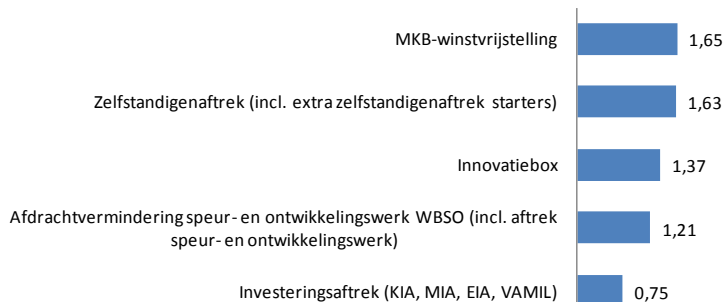 MKB-winstvrijstelling 1,65
Zelfstandigenaftrek (incl. extra zelfstandigenaftrek starters) 1,63
Innovatiebox 1,37
Afdrachtvermindering speur- en ontwikkelingswerk WBSO (incl. aftrek
speur- en ontwikkelingswerk) 1,21
Investeringsaftrek (KIA, MIA, EIA, VAMIL) 0,75